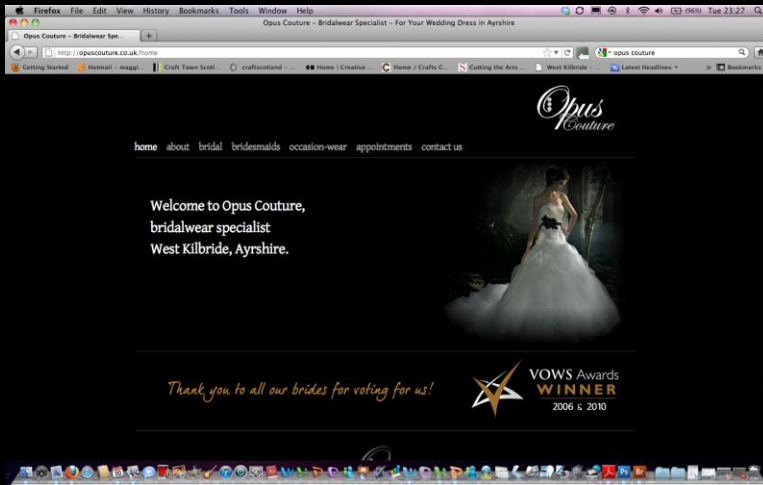 Firefox File Edit View History Bookmarks Tools Window Help (96%) Tue 23:27
Opus Couture – Bridalwear Specialist – For Your Wedding Dress in Ayrshire
Opus Couture – Bridalwear Spe...
http://opuscouture.co.uk/home opus couture
Getting Started Hotmail – maggi... Craft Town Scotl... craftscotland – ... Home | Creative ... Home / Crafts C... Cutting the Arts ... West Kilbride – ... Latest Headlines Bookmarks
Opus
Couture
home about bridal bridesmaids occasion-wear appointments contact us
Welcome to Opus Couture,
bridalwear specialist
West Kilbride, Ayrshire.
Thank you to all our brides for voting for us!
VOWS Awards
WINNER
2006 & 2010